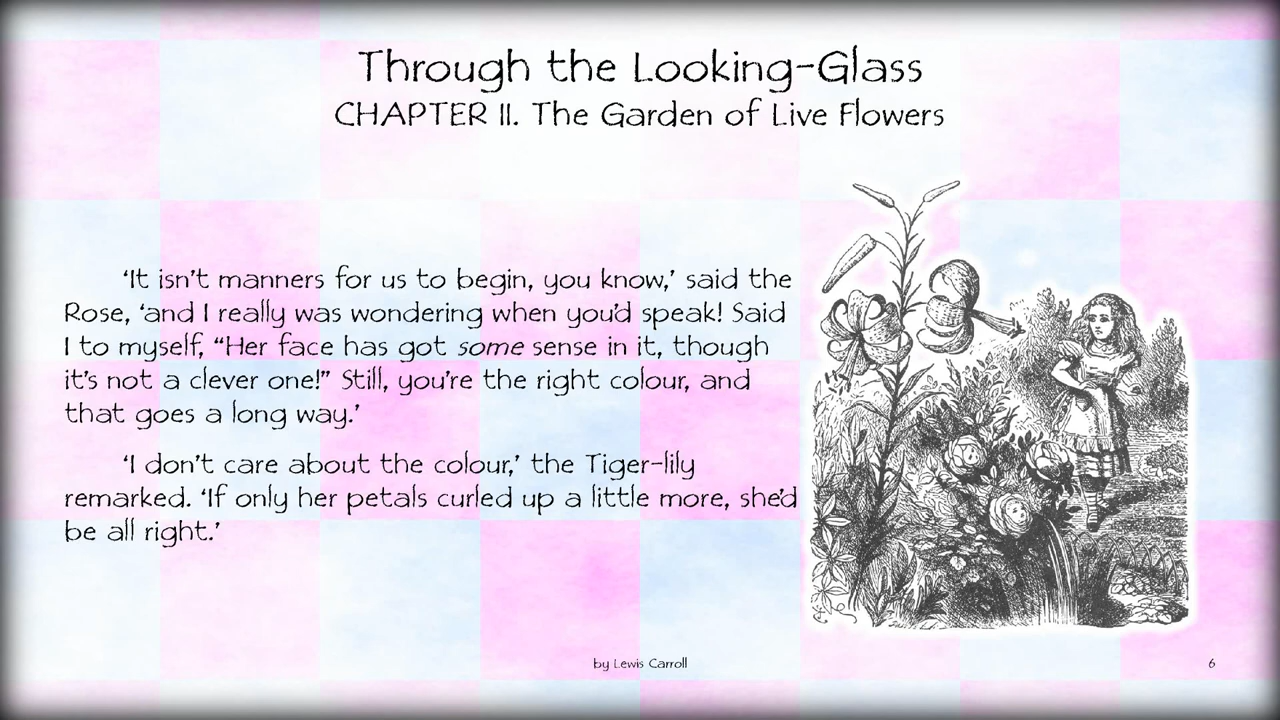 Through the Looking-Glass
CHAPTER II. The Garden of Live Flowers
‘It isn’t manners for us to begin, you know,’ said the
Rose, ‘and I really was wondering when you’d speak! Said
I to myself, “Her face has got some sense in it, though
it’s not a clever one!” Still, you’re the right colour, and
that goes a long way.’
‘I don’t care about the colour,’ the Tiger-lily
remarked. ‘If only her petals curled up a little more, she’d
be all right.’
by Lewis Carroll
6